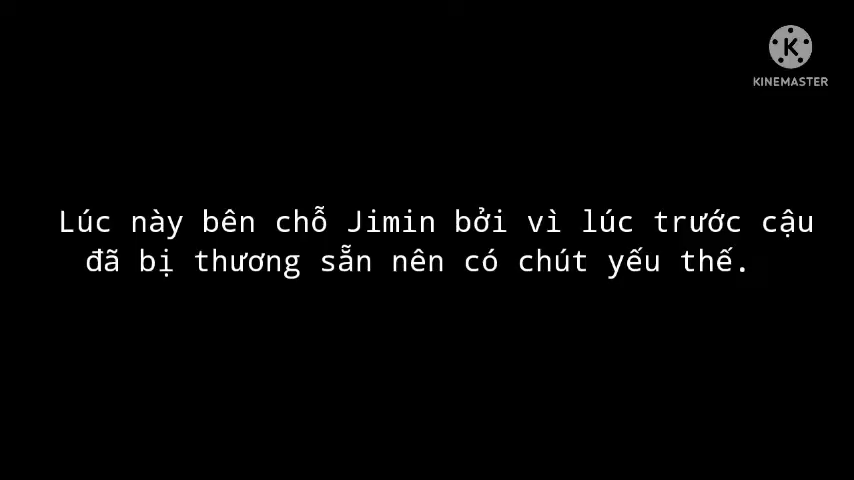 KINEMASTER
Lúc này bên chỗ Jimin bởi vì lúc trước cậu
đã bị thương sẵn nên có chút yếu thế.